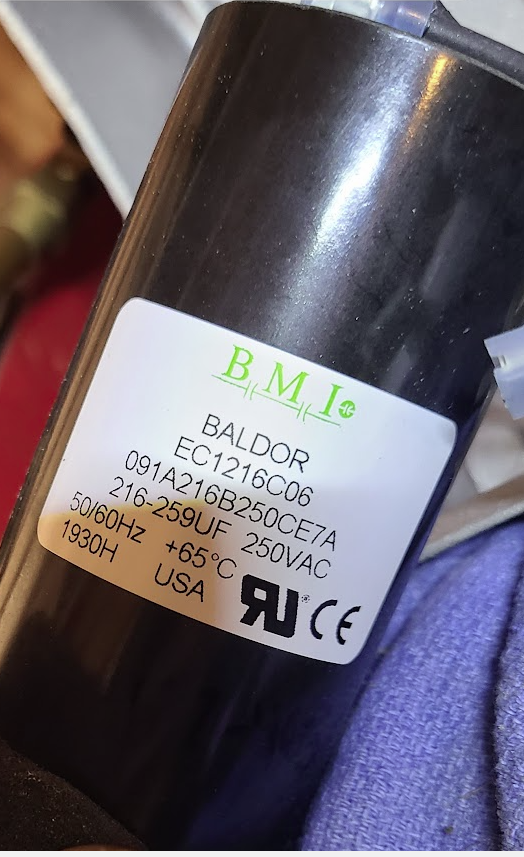 BMI
BALDOR
EC1216C06
091A216B250CE7A
216-259UF 250VAC
50/60Hz +65°C
1930H USA
CE